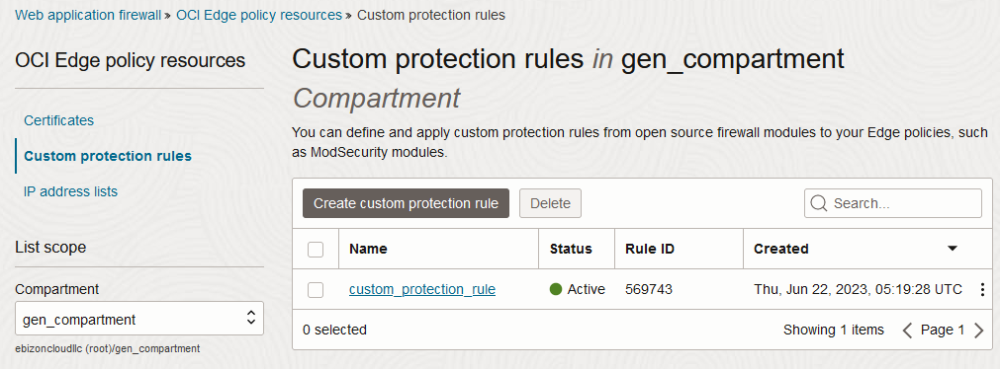 Web application firewall » OCI Edge policy resources » Custom protection rules
OCI Edge policy resources
Certificates
Custom protection rules
IP address lists
List scope
Compartment
gen_compartment
ebizoncloudllc (root)/gen_compartment
Custom protection rules in gen_compartment
Compartment
You can define and apply custom protection rules from open source firewall modules to your Edge policies, such
as ModSecurity modules.
Create custom protection rule Delete Search...
Name Status Rule ID Created
custom_protection_rule Active 569743 Thu, Jun 22, 2023, 05:19:28 UTC
0 selected Showing 1 items Page 1